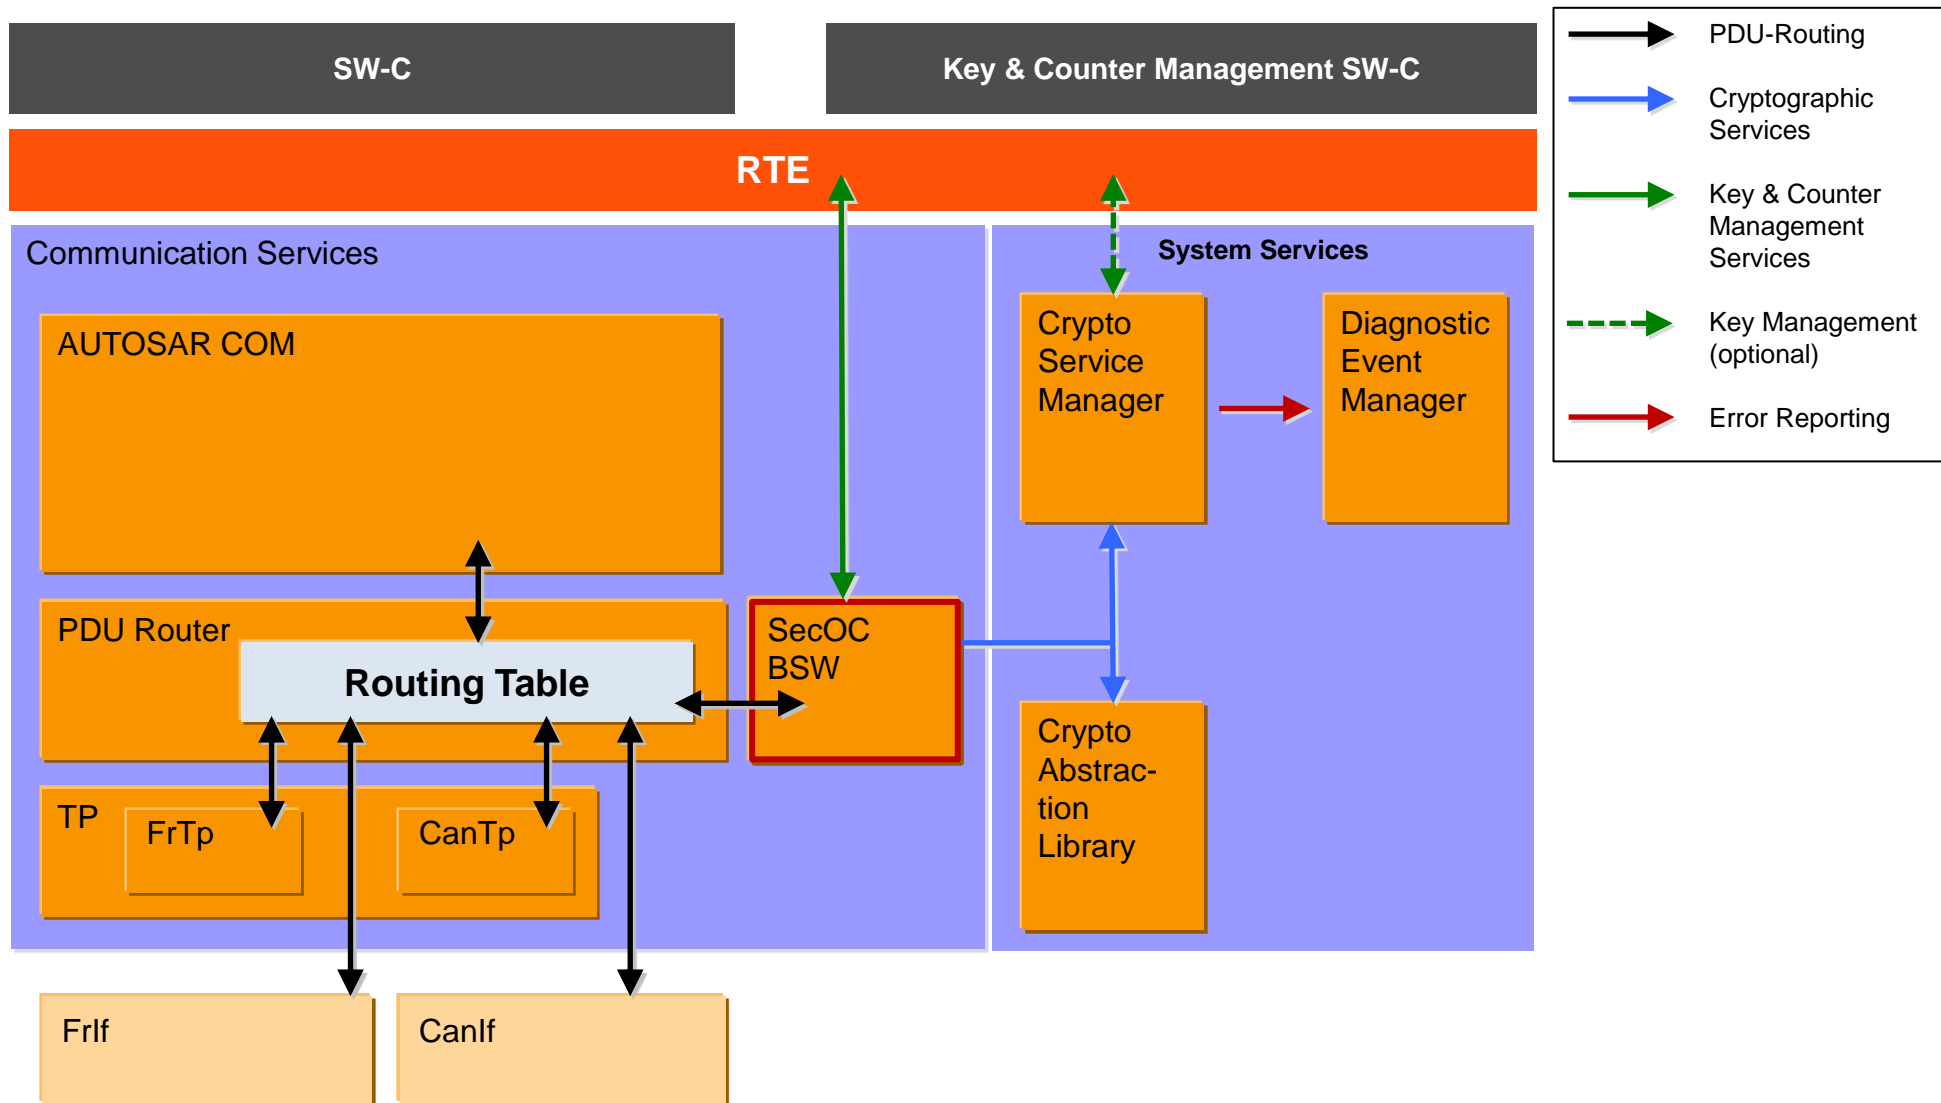 SW-C
Key & Counter Management SW-C
RTE
Communication Services
System Services
AUTOSAR COM
Crypto
Service
Manager
Diagnostic
Event
Manager
PDU Router
Routing Table
SecOC
BSW
TP
FrTp
CanTp
Crypto
Abstrac-
tion
Library
FrIf
CanIf
PDU-Routing
Cryptographic
Services
Key & Counter
Management
Services
Key Management
(optional)
Error Reporting